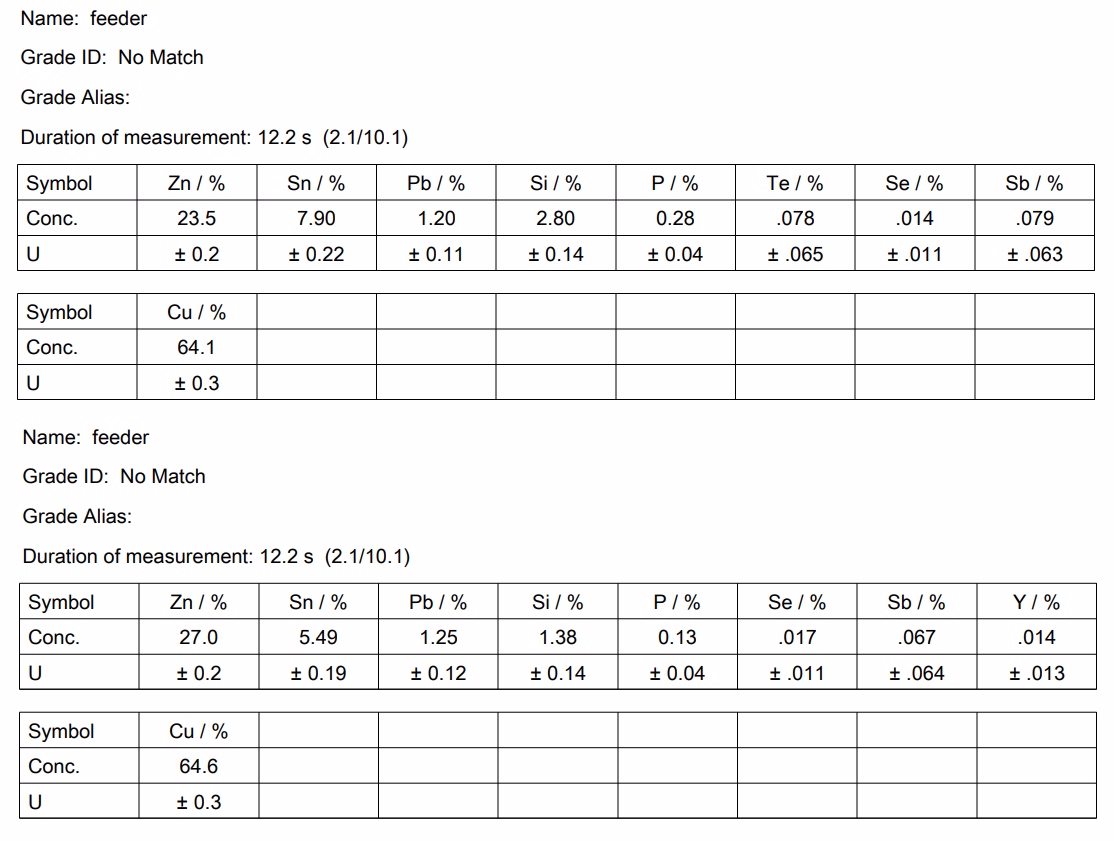 Name: feeder
Grade ID: No Match
Grade Alias:
Duration of measurement: 12.2 s (2.1/10.1)
Symbol Zn / % Sn / % Pb / % Si / % P / % Te / % Se / % Sb / %
Conc. 23.5 7.90 1.20 2.80 0.28 .078 .014 .079
U ± 0.2 ± 0.22 ± 0.11 ± 0.14 ± 0.04 ± .065 ± .011 ± .063
Symbol Cu / %
Conc. 64.1
U ± 0.3
Name: feeder
Grade ID: No Match
Grade Alias:
Duration of measurement: 12.2 s (2.1/10.1)
Symbol Zn / % Sn / % Pb / % Si / % P / % Se / % Sb / % Y / %
Conc. 27.0 5.49 1.25 1.38 0.13 .017 .067 .014
U ± 0.2 ± 0.19 ± 0.12 ± 0.14 ± 0.04 ± .011 ± .064 ± .013
Symbol Cu / %
Conc. 64.6
U ± 0.3